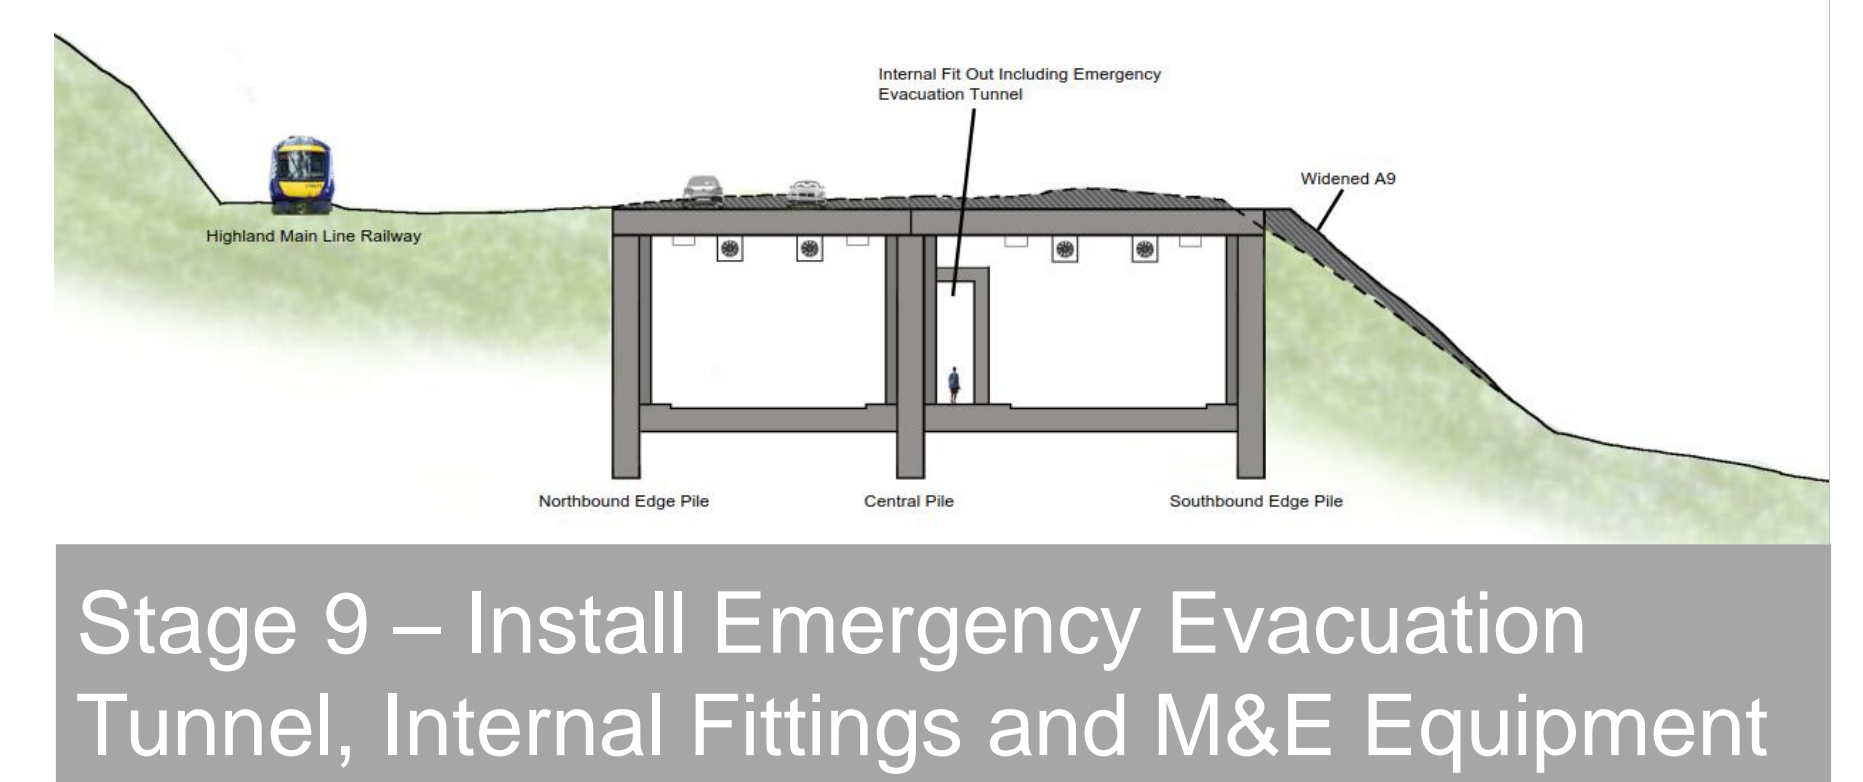 Internal Fit Out Including Emergency
Evacuation Tunnel
Widened A9
Highland Main Line Railway
Northbound Edge Pile
Central Pile
Southbound Edge Pile
Stage 9 – Install Emergency Evacuation
Tunnel, Internal Fittings and M&E Equipment